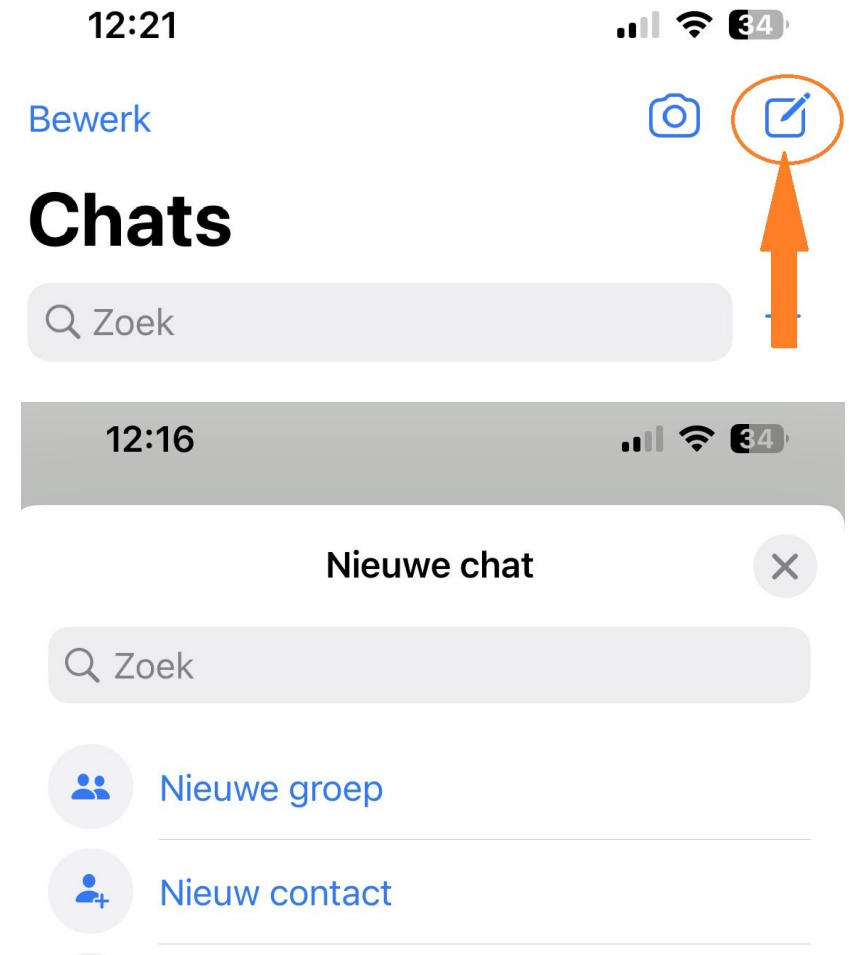 12:21
34
Bewerk
Chats
Zoek
12:16
34
Nieuwe chat
Zoek
Nieuwe groep
Nieuw contact